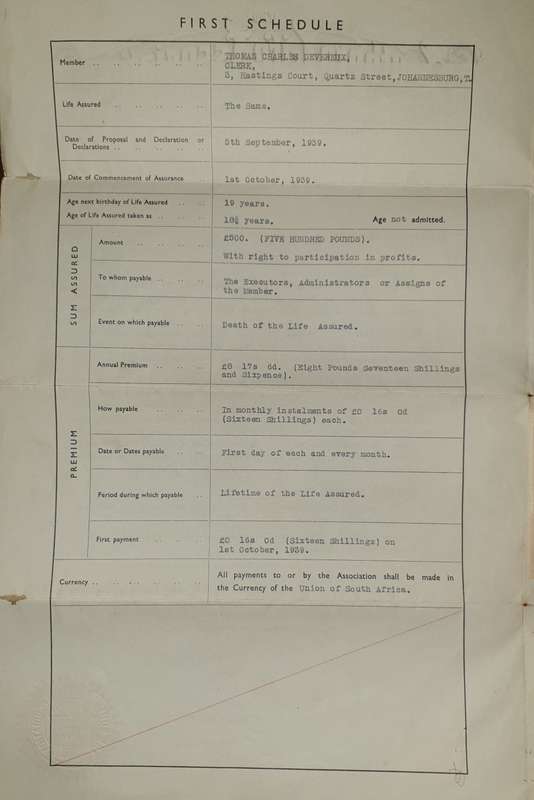 FIRST SCHEDULE
Member . . . . . . . . . . . .
THOMAS CHARLES DEVEREUX,
CLERK,
3, Hastings Court, Quartz Street, JOHANNESBURG,
Life Assured . . . . . . . . . .
The Same.
Date of Proposal and Declaration or
Declarations . . . . . . . . . .
5th September, 1939.
Date of Commencement of Assurance
1st October, 1939.
Age next birthday of Life Assured . . . .
19 years.
Age of Life Assured taken as . . . . . .
18¾ years.
Age not admitted.
SUM ASSURED
Amount . . . . . . . .
£500. (FIVE HUNDRED POUNDS).
With right to participation in profits.
To whom payable . . . . . .
The Executors, Administrators or Assigns of
the Member.
Event on which payable . . . .
Death of the Life Assured.
PREMIUM
Annual Premium . . . . . .
£8 17s 6d. (Eight Pounds Seventeen Shillings
and Sixpence).
How payable . . . . . .
In monthly instalments of £0 16s 0d
(Sixteen Shillings) each.
Date or Dates payable . . . .
First day of each and every month.
Period during which payable . .
Lifetime of the Life Assured.
First payment . . . . . .
£0 16s 0d (Sixteen Shillings) on
1st October, 1939.
Currency . . . . . . . . . . . .
All payments to or by the Association shall be made in
the Currency of the Union of South Africa.